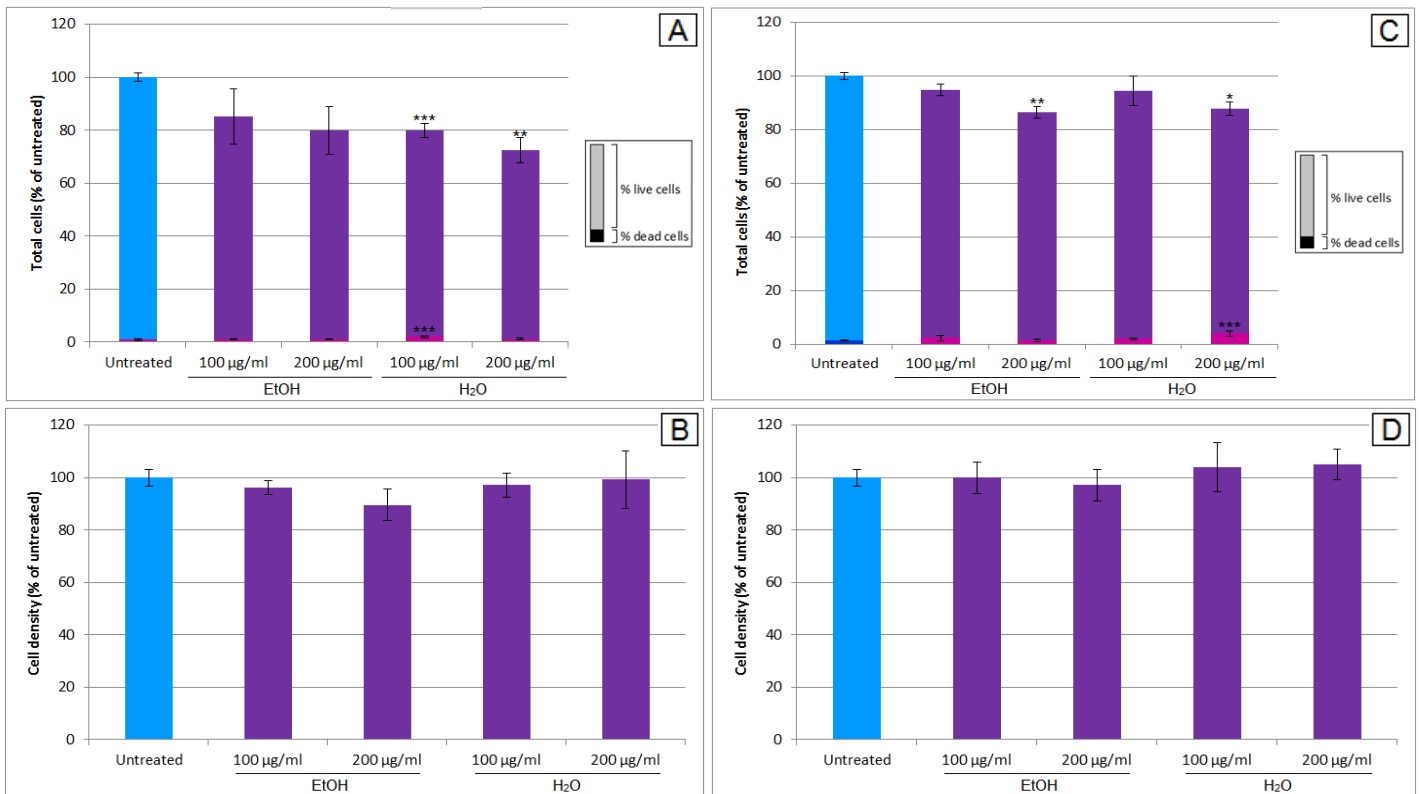 A
Total cells (% of untreated)
120
100
80
60
40
20
0
***
**
***
% live cells
% dead cells
Untreated
100 µg/ml
200 µg/ml
100 µg/ml
200 µg/ml
EtOH
H₂O
C
Total cells (% of untreated)
120
100
80
60
40
20
0
**
*
***
% live cells
% dead cells
Untreated
100 µg/ml
200 µg/ml
100 µg/ml
200 µg/ml
EtOH
H₂O
B
Cell density (% of untreated)
120
100
80
60
40
20
0
Untreated
100 µg/ml
200 µg/ml
100 µg/ml
200 µg/ml
EtOH
H₂O
D
Cell density (% of untreated)
120
100
80
60
40
20
0
Untreated
100 µg/ml
200 µg/ml
100 µg/ml
200 µg/ml
EtOH
H₂O